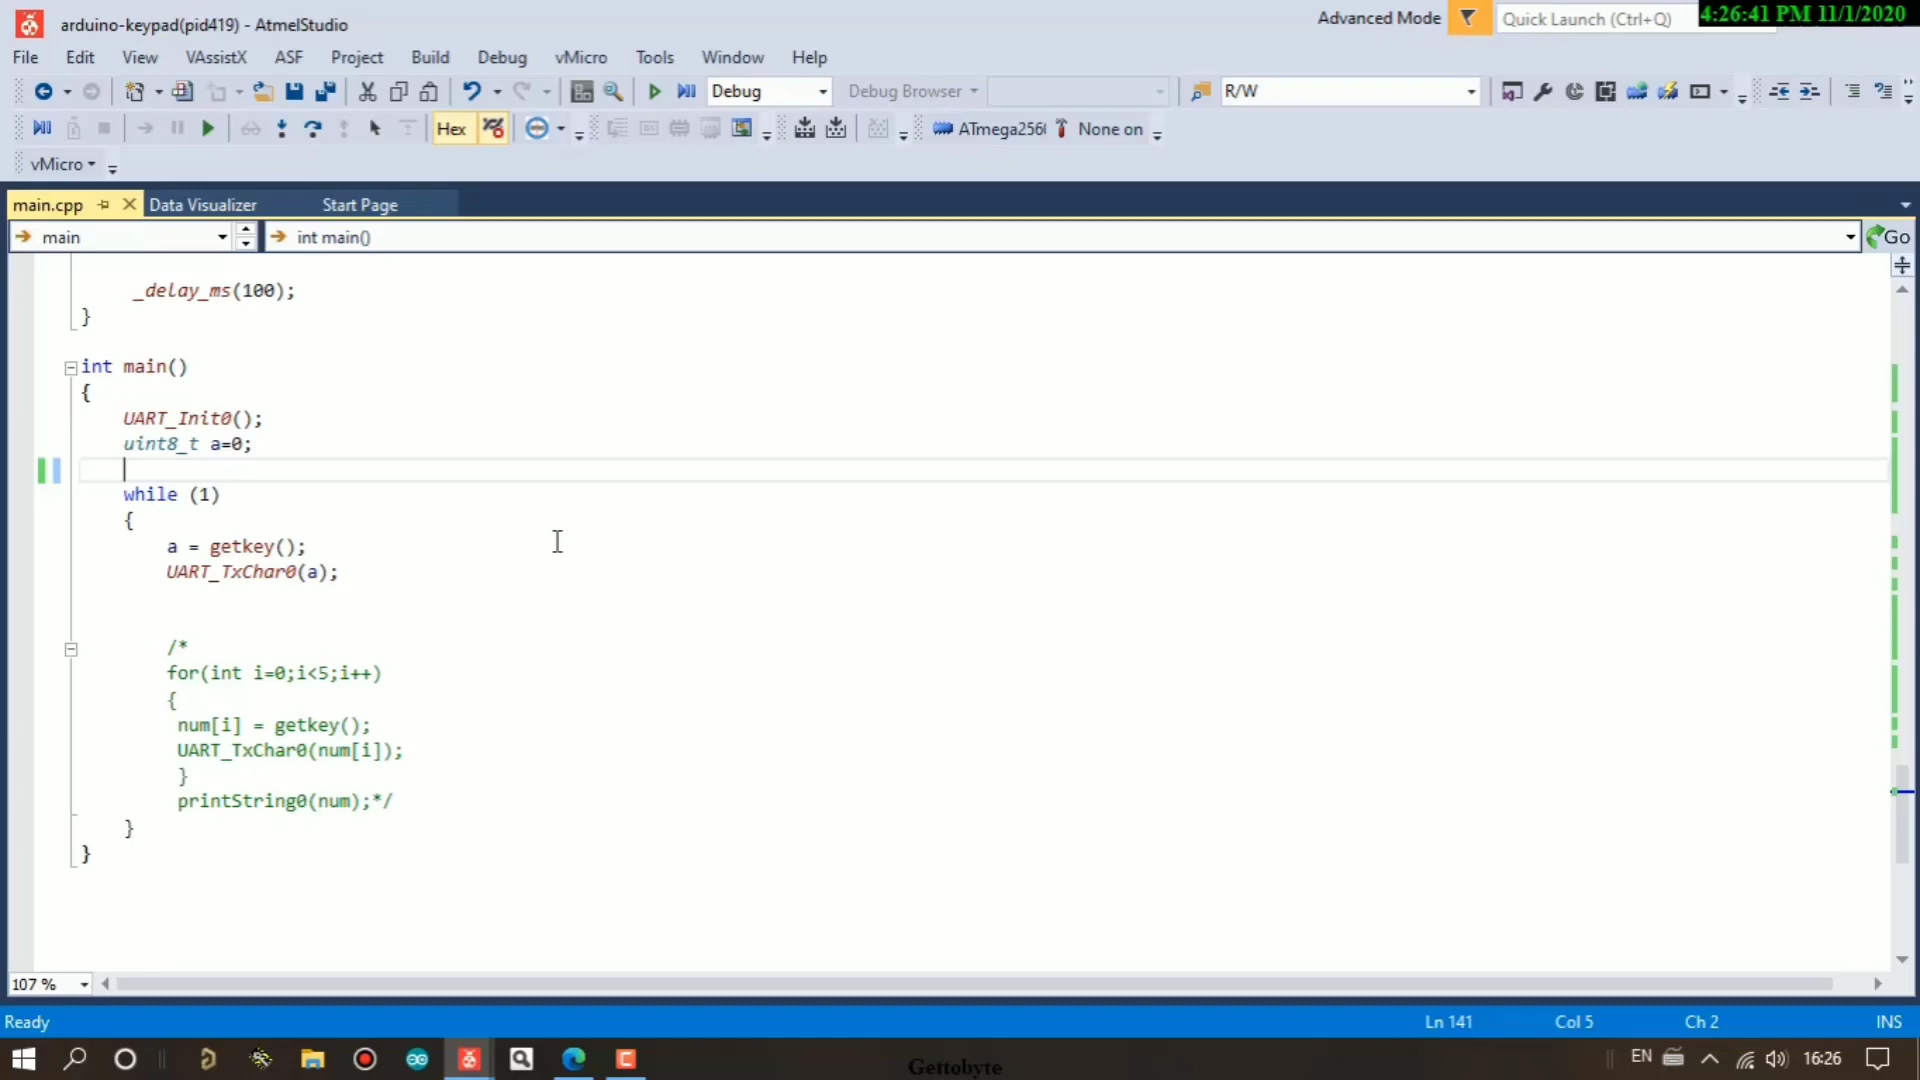 arduino-keypad(pid419) - AtmelStudio
Advanced Mode
Quick Launch (Ctrl+Q)
4:26:41 PM 11/1/2020
File Edit View VAssistX ASF Project Build Debug vMicro Tools Window Help
Debug
Debug Browser
R/W
Hex
ATmega256
None on
vMicro
main.cpp
Data Visualizer
Start Page
main
int main()
Go
_delay_ms(100);
}
int main()
{
UART_Init0();
uint8_t a=0;
while (1)
{
a = getkey();
UART_TxChar0(a);
/*
for(int i=0;i<5;i++)
{
num[i] = getkey();
UART_TxChar0(num[i]);
}
printString0(num);*/
}
}
107 %
Ready
Ln 141
Col 5
Ch 2
INS
Gettobyte
EN
16:26